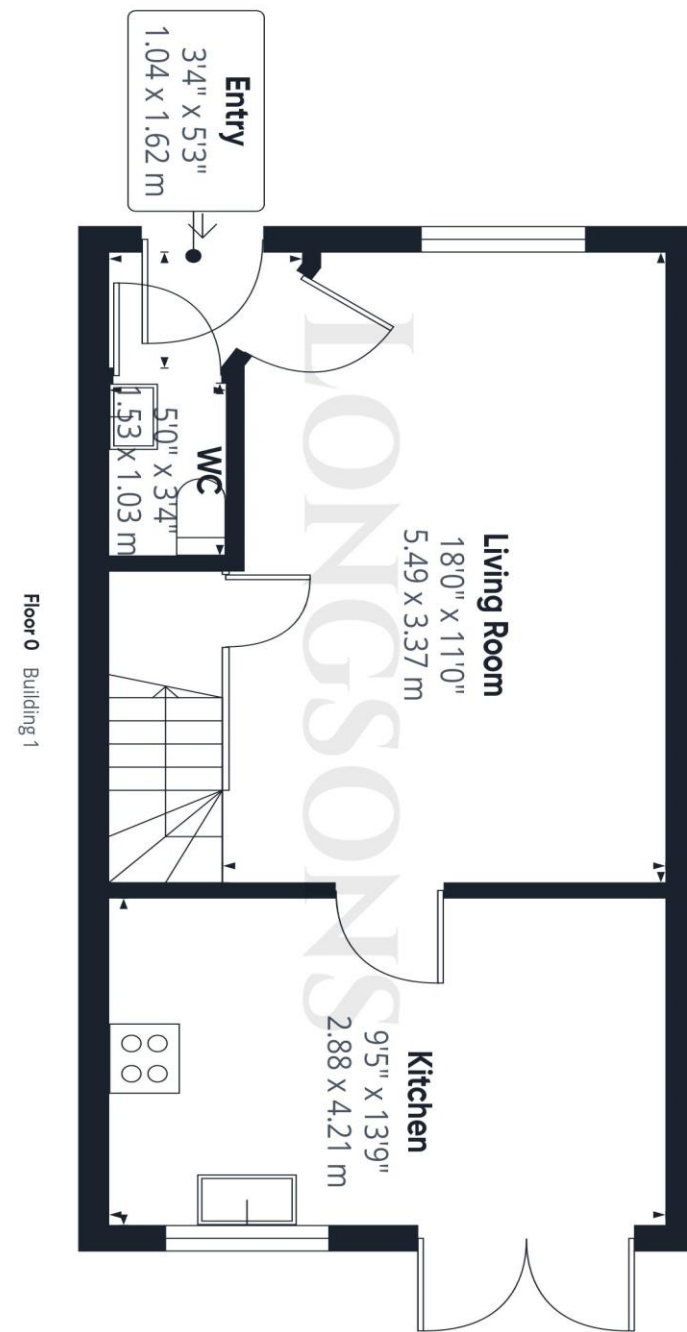 Entry
3'4" x 5'3"
1.04 x 1.62 m
WC
5'0" x 3'4"
1.53 x 1.03 m
Living Room
18'0" x 11'0"
5.49 x 3.37 m
LONGSONS
Kitchen
9'5" x 13'9"
2.88 x 4.21 m
Floor 0 Building 1